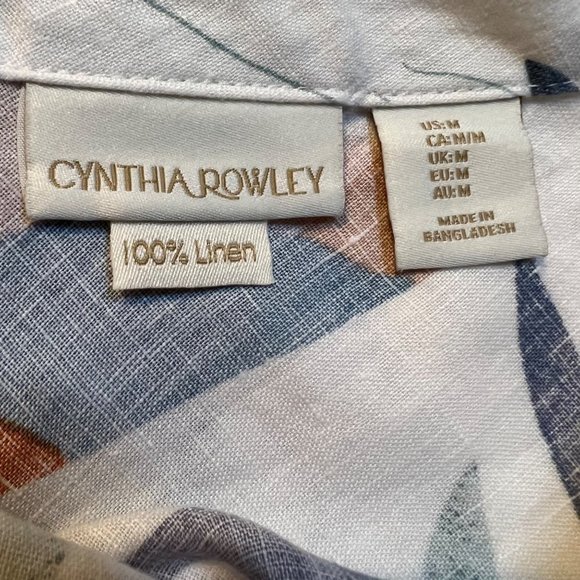 CYNTHIA ROWLEY
100% Linen
US:M
CA:M/M
UK:M
EU:M
AU:M
MADE IN
BANGLADESH